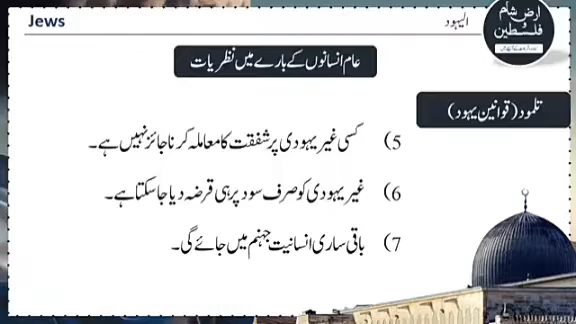 Jews
الیہود
ارض شام
و
فلسطین
عام انسانوں کے بارے میں نظریات
تلمود (قوانین یہود)
5) کسی غیر یہودی پر شفقت کا معاملہ کرنا جائز نہیں ہے۔
6) غیر یہودی کو صرف سود پر ہی قرضہ دیا جا سکتا ہے۔
7) باقی ساری انسانیت جہنم میں جائے گی۔